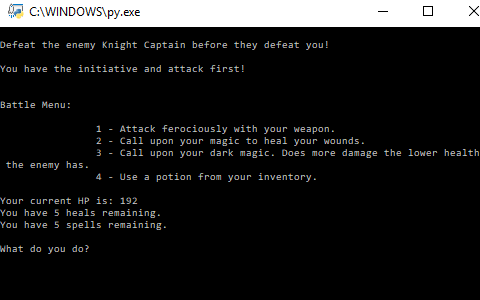 C:\WINDOWS\py.exe
Defeat the enemy Knight Captain before they defeat you!
You have the initiative and attack first!
Battle Menu:
1 - Attack ferociously with your weapon.
2 - Call upon your magic to heal your wounds.
3 - Call upon your dark magic. Does more damage the lower health
the enemy has.
4 - Use a potion from your inventory.
Your current HP is: 192
You have 5 heals remaining.
You have 5 spells remaining.
What do you do?